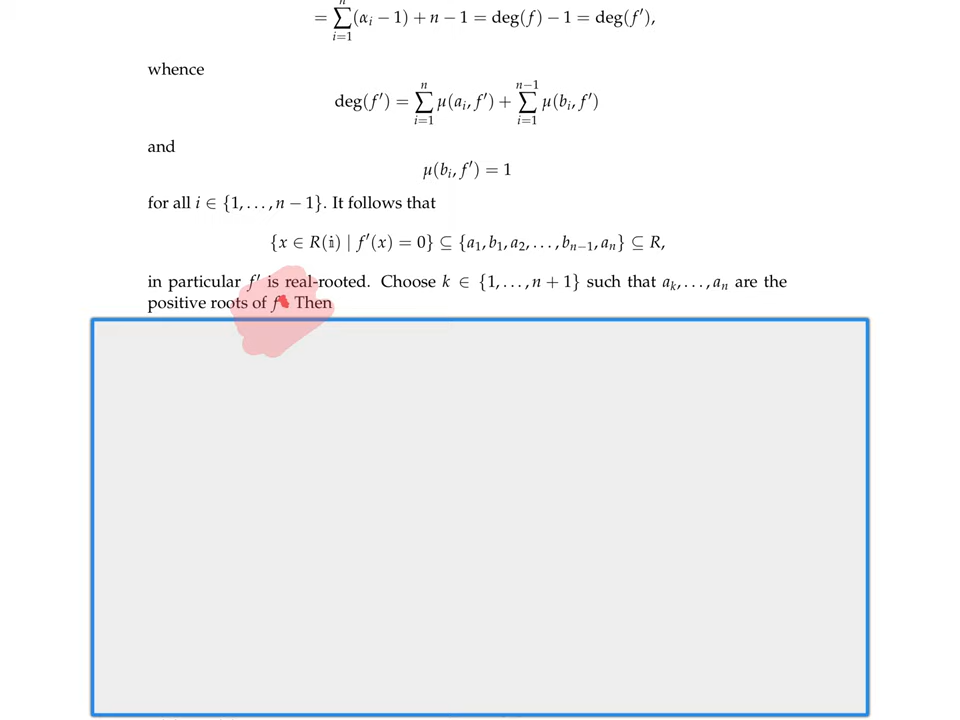 = ∑_{i=1}^{n} (α_i − 1) + n − 1 = deg(f) − 1 = deg(f′),
whence
deg(f′) = ∑_{i=1}^{n} μ(a_i, f′) + ∑_{i=1}^{n−1} μ(b_i, f′)
and
μ(b_i, f′) = 1
for all i ∈ {1, . . . , n − 1}. It follows that
{x ∈ R(i) | f′(x) = 0} ⊆ {a_1, b_1, a_2, . . . , b_{n−1}, a_n} ⊆ R,
in particular f′ is real-rooted. Choose k ∈ {1, . . . , n + 1} such that a_k, . . . , a_n are the
positive roots of f Then